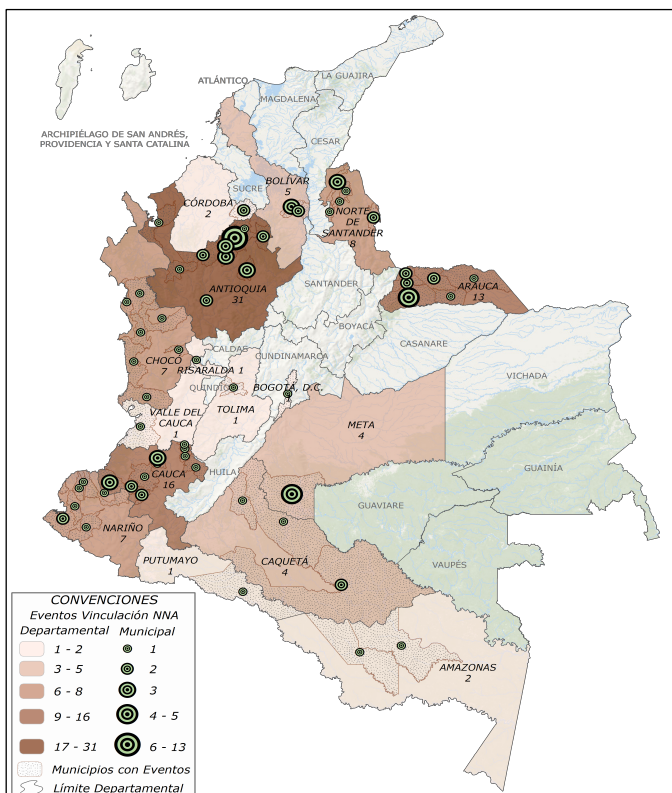 LA GUAJIRA
ATLÁNTICO
MAGDALENA
ARCHIPIÉLAGO DE SAN ANDRÉS,
PROVIDENCIA Y SANTA CATALINA
CESAR
SUCRE
BOLÍVAR
5
CÓRDOBA
2
NORTE
DE
SANTANDER
8
ANTIOQUIA
31
SANTANDER
ARAUCA
13
BOYACÁ
CASANARE
CHOCÓ
7
CALDAS
RISARALDA 1
CUNDINAMARCA
VICHADA
QUINDÍO
BOGOTÁ, D.C.
1
TOLIMA
1
VALLE DEL
CAUCA
1
META
4
CAUCA
16
HUILA
GUAINÍA
GUAVIARE
NARIÑO
7
CAQUETÁ
4
VAUPÉS
PUTUMAYO
1
AMAZONAS
2
CONVENCIONES
Eventos Vinculación NNA
Departamental Municipal
1 - 2 1
3 - 5 2
6 - 8 3
9 - 16 4 - 5
17 - 31 6 - 13
Municipios con Eventos
Límite Departamental